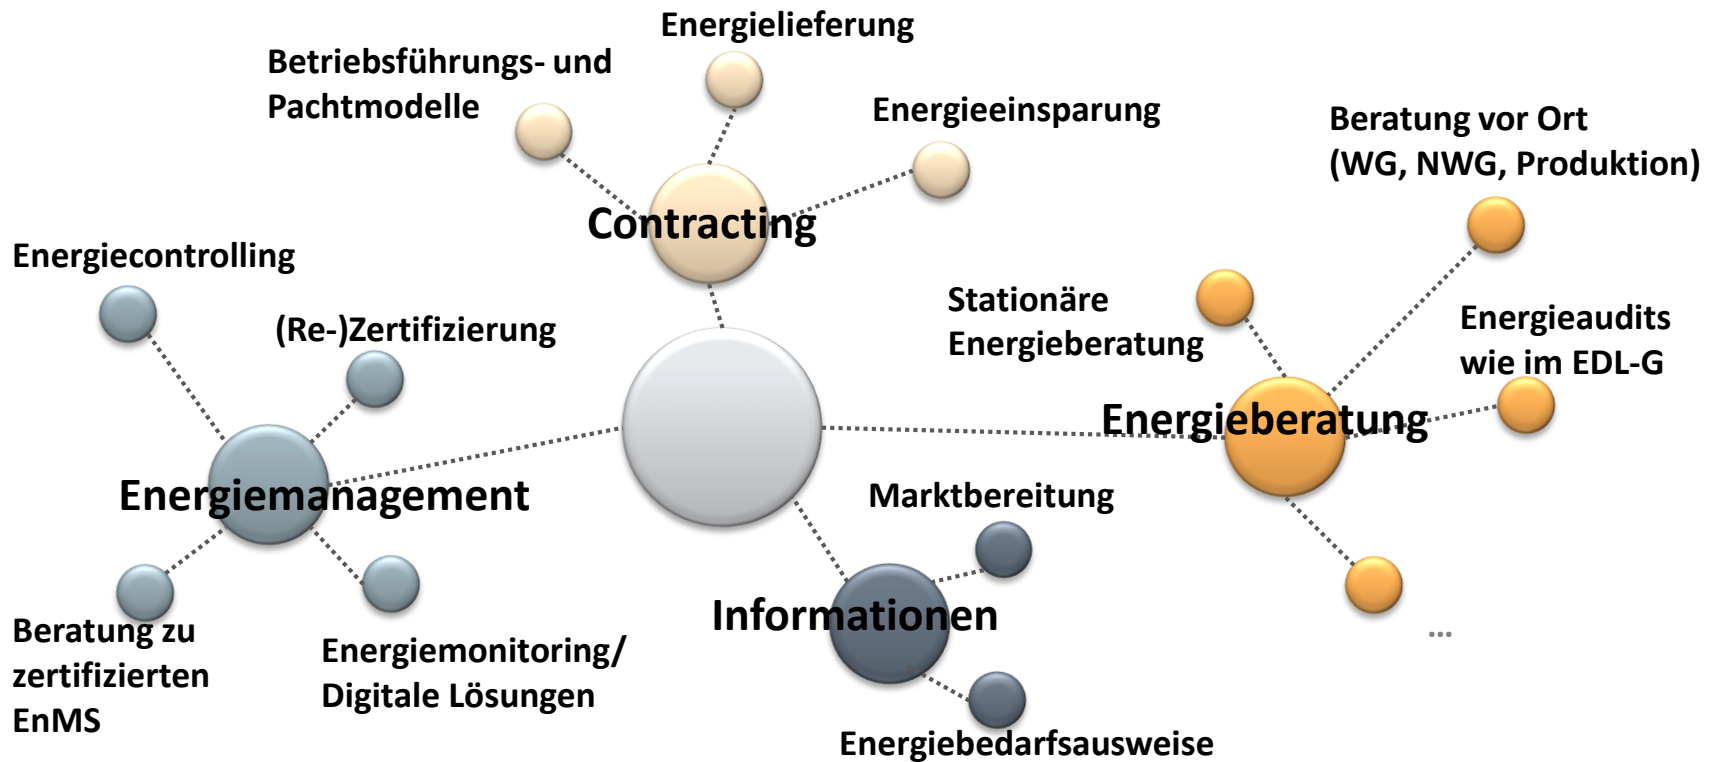 Energielieferung
Betriebsführungs- und
Pachtmodelle
Energieeinsparung
Contracting
Beratung vor Ort
(WG, NWG, Produktion)
Stationäre
Energieberatung
Energieaudits
wie im EDL-G
Energieberatung
...
Energiecontrolling
(Re-)Zertifizierung
Energiemanagement
Beratung zu
zertifizierten
EnMS
Energiemonitoring/
Digitale Lösungen
Marktbereitung
Informationen
Energiebedarfsausweise